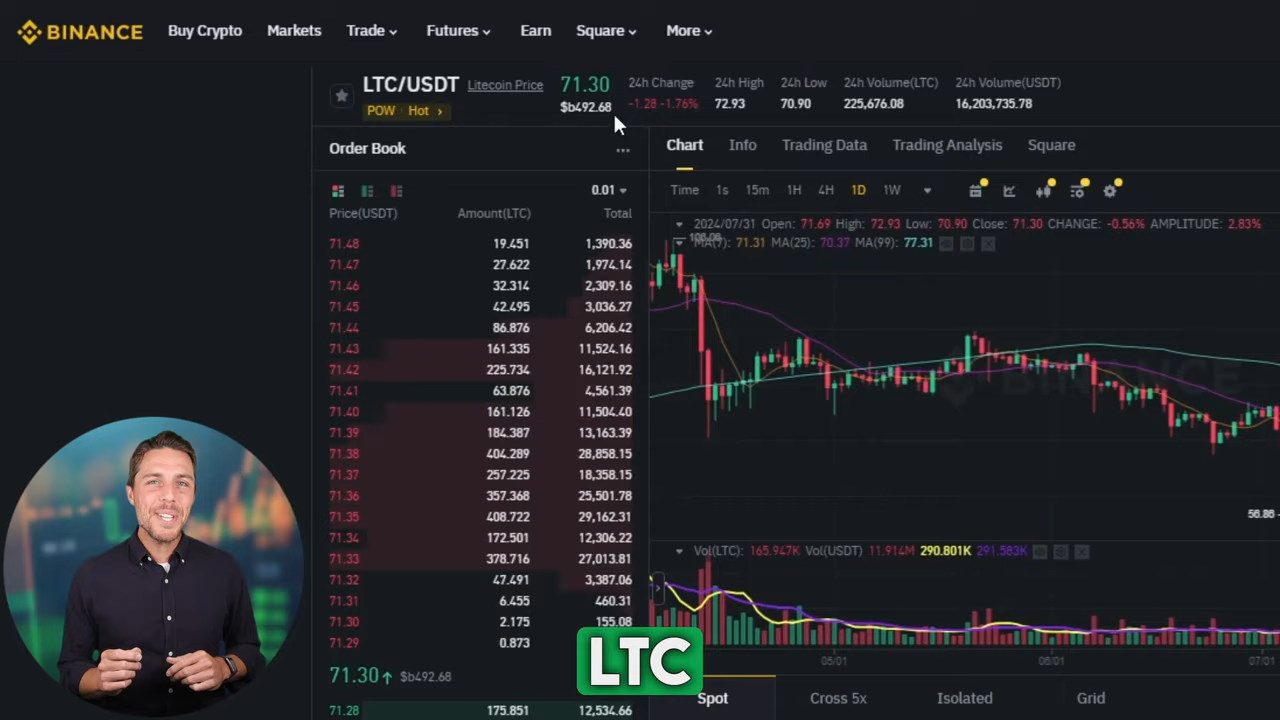 BINANCE Buy Crypto Markets Trade Futures Earn Square More
LTC/USDT Litecoin Price 71.30 24h Change 24h High 24h Low 24h Volume(LTC) 24h Volume(USDT)
POW Hot $b492.68 -1.28 -1.76% 72.93 70.90 225,676.08 16,203,735.78
Order Book
Chart Info Trading Data Trading Analysis Square
0.01
Time 1s 15m 1H 4H 1D 1W
Price(USDT) Amount(LTC) Total
2024/07/31 Open: 71.69 High: 72.93 Low: 70.90 Close: 71.30 CHANGE: -0.56% AMPLITUDE: 2.83%
MA(7): 71.31 MA(25): 70.37 MA(99): 77.31
71.48 19.451 1,390.36
71.47 27.622 1,974.14
71.46 32.314 2,309.16
71.45 42.495 3,036.27
71.44 86.876 6,206.42
71.43 161.335 11,524.16
71.42 225.734 16,121.92
71.41 63.876 4,561.39
71.40 161.126 11,504.40
71.39 184.387 13,163.39
71.38 404.289 28,858.15
71.37 257.225 18,358.15
71.36 357.368 25,501.78
71.35 408.722 29,162.31
71.34 172.501 12,306.22
71.33 378.716 27,013.81
71.32 47.491 3,387.06
71.31 6.455 460.31
71.30 2.175 155.08
71.29 0.873
BINANCE
Vol(LTC): 165.947K Vol(USDT) 11.914M 290.801K 291.583K
05/01 06/01 07/01
LTC
71.30 $b492.68
Spot Cross 5x Isolated Grid
71.28 175.851 12,534.66